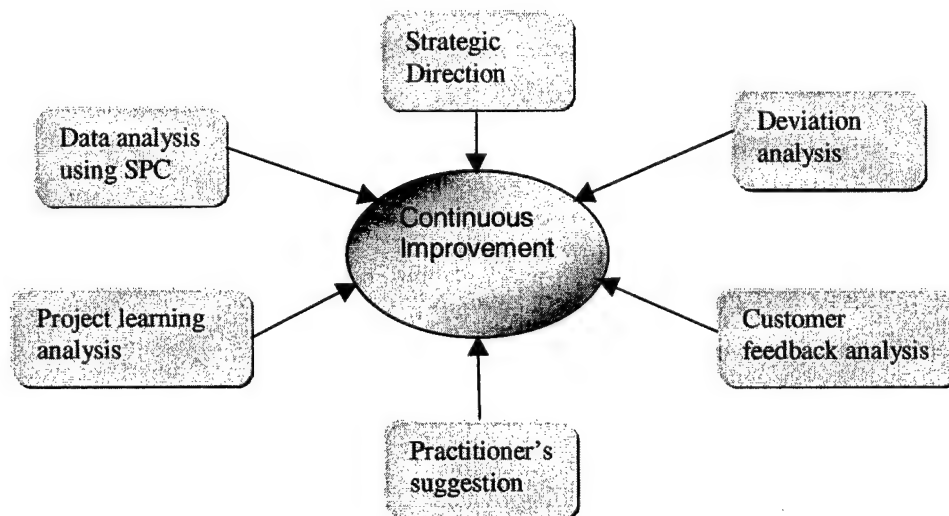 Strategic
Direction
Data analysis
using SPC
Deviation
analysis
Continuous
Improvement
Project learning
analysis
Customer
feedback analysis
Practitioner's
suggestion